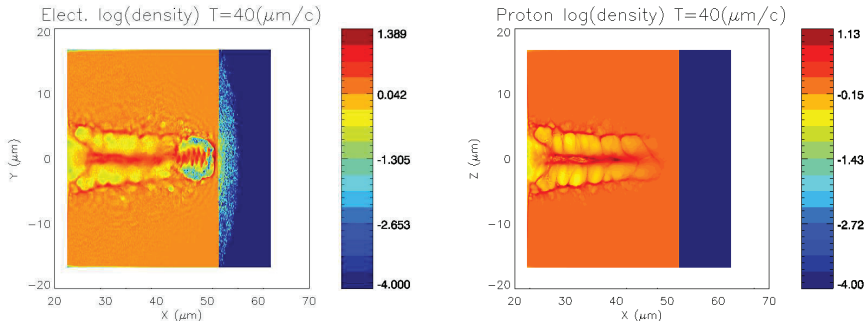 Elect. log(density) T=40(μm/c)
20
10
0
−10
−20
Y (μm)
20 30 40 50 60 70
X (μm)
1.389
0.042
-1.305
-2.653
-4.000
Proton log(density) T=40(μm/c)
20
10
0
−10
−20
Z (μm)
20 30 40 50 60 70
X (μm)
1.13
-0.15
-1.43
-2.72
-4.00